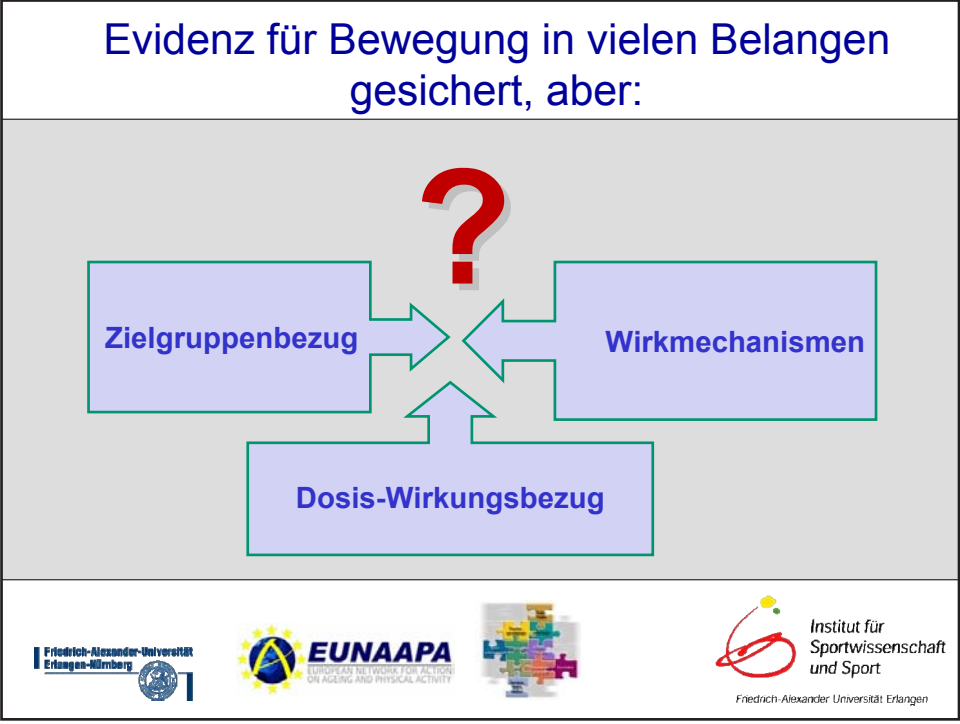 Evidenz für Bewegung in vielen Belangen
gesichert, aber:
?
Zielgruppenbezug
Wirkmechanismen
Dosis-Wirkungsbezug
Friedrich-Alexander-Universität
Erlangen-Nürnberg
EUNAAPA
EUROPEAN NETWORK FOR ACTION
ON AGEING AND PHYSICAL ACTIVITY
Institut für
Sportwissenschaft
und Sport
Friedrich-Alexander Universität Erlangen